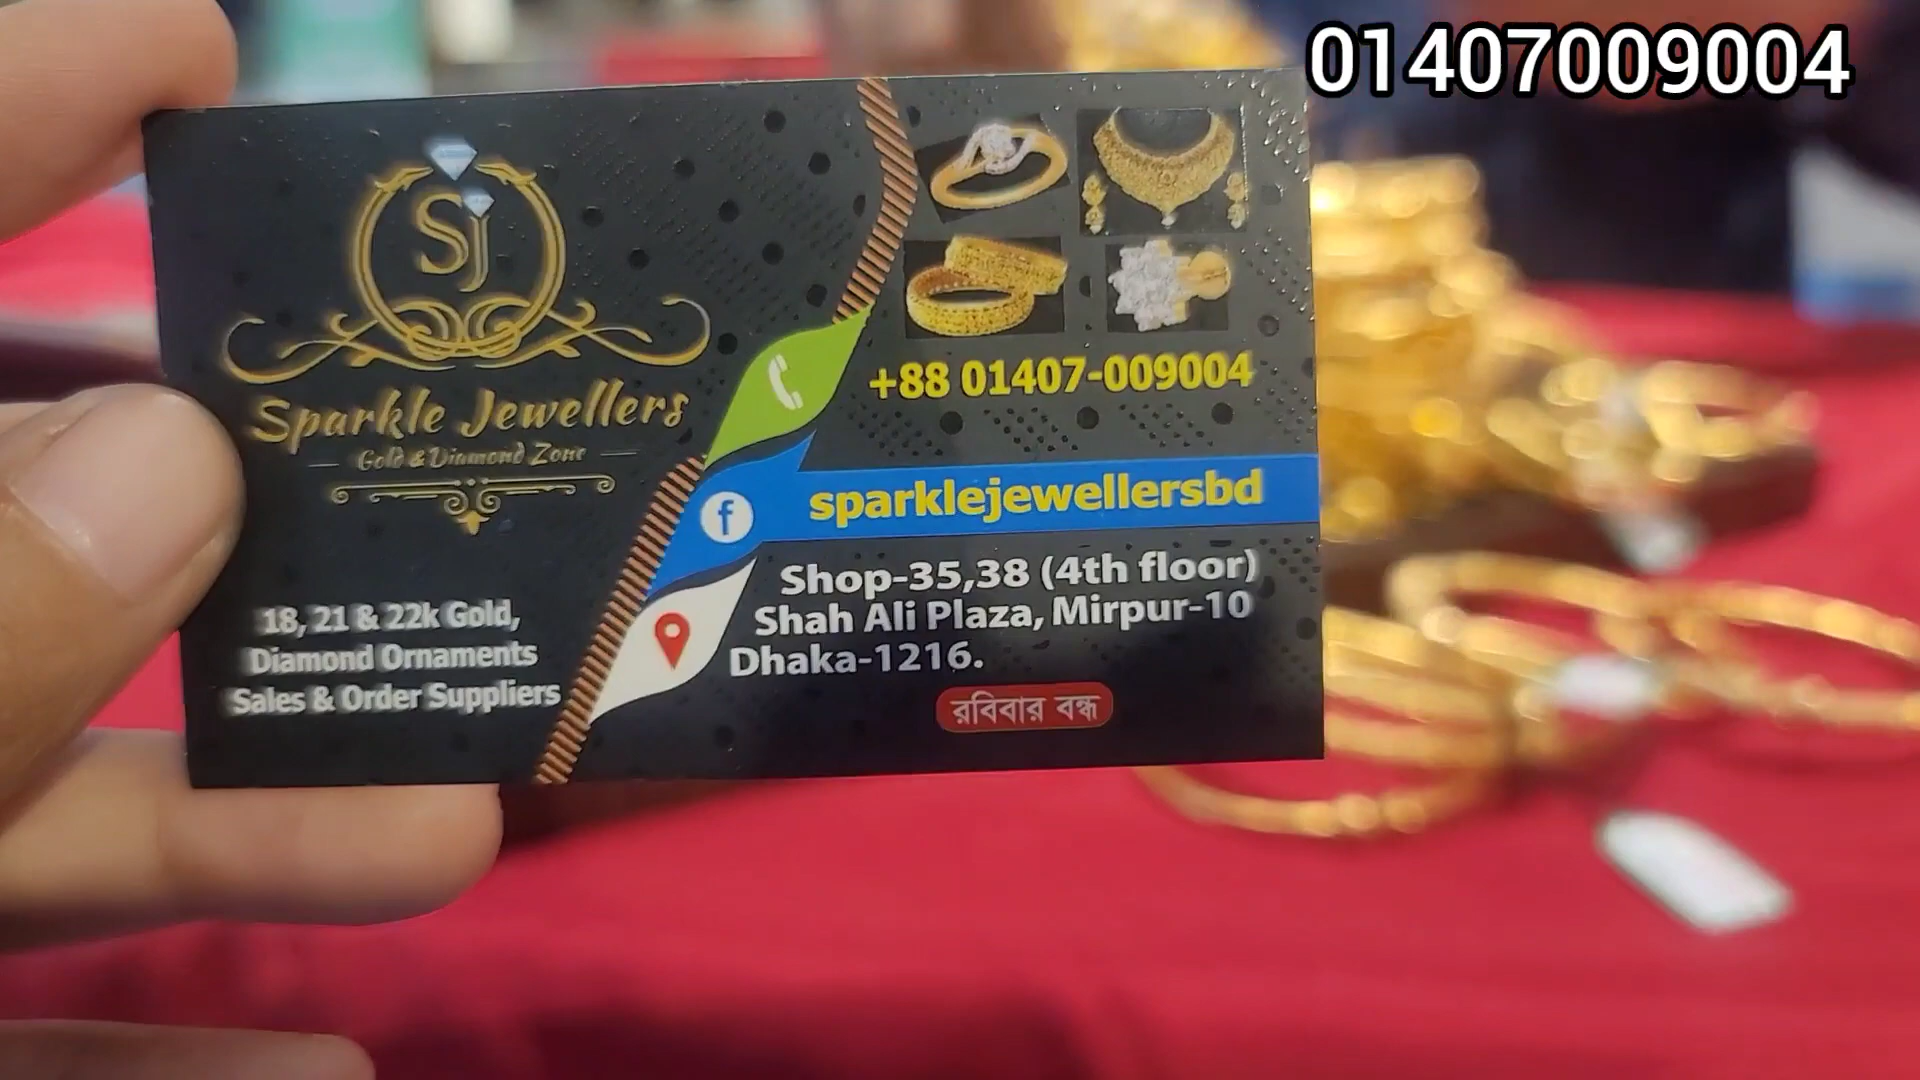 01407009004
SJ
Sparkle Jewellers
Gold & Diamond Zone
18, 21 & 22k Gold,
Diamond Ornaments
Sales & Order Suppliers
+88 01407-009004
f
sparklejewellersbd
Shop-35,38 (4th floor)
Shah Ali Plaza, Mirpur-10
Dhaka-1216.
রবিবার বন্ধ